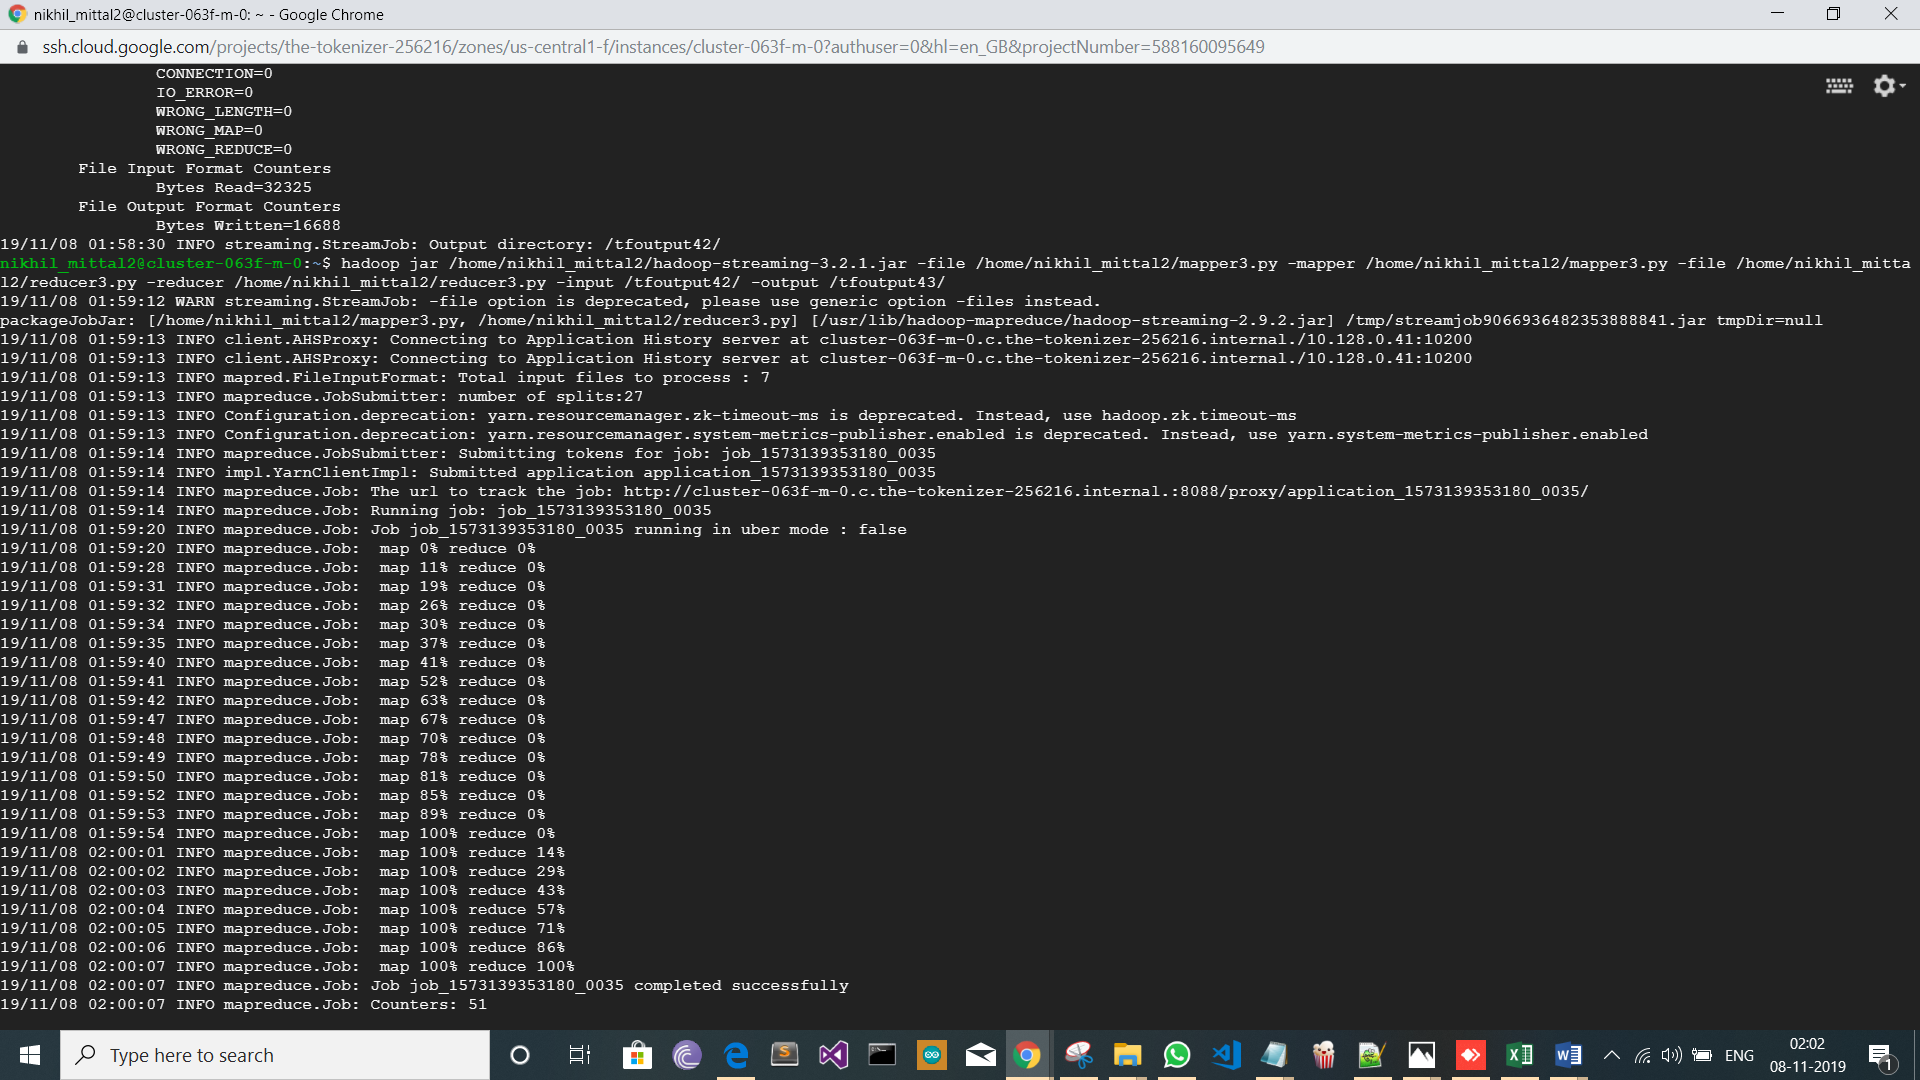 nikhil_mittal2@cluster-063f-m-0: ~ - Google Chrome
ssh.cloud.google.com/projects/the-tokenizer-256216/zones/us-central1-f/instances/cluster-063f-m-0?authuser=0&hl=en_GB&projectNumber=588160095649
CONNECTION=0
IO_ERROR=0
WRONG_LENGTH=0
WRONG_MAP=0
WRONG_REDUCE=0
File Input Format Counters
Bytes Read=32325
File Output Format Counters
Bytes Written=16688
19/11/08 01:58:30 INFO streaming.StreamJob: Output directory: /tfoutput42/
nikhil_mittal2@cluster-063f-m-0:~$ hadoop jar /home/nikhil_mittal2/hadoop-streaming-3.2.1.jar -file /home/nikhil_mittal2/mapper3.py -mapper /home/nikhil_mittal2/mapper3.py -file /home/nikhil_mitta
l2/reducer3.py -reducer /home/nikhil_mittal2/reducer3.py -input /tfoutput42/ -output /tfoutput43/
19/11/08 01:59:12 WARN streaming.StreamJob: -file option is deprecated, please use generic option -files instead.
packageJobJar: [/home/nikhil_mittal2/mapper3.py, /home/nikhil_mittal2/reducer3.py] [/usr/lib/hadoop-mapreduce/hadoop-streaming-2.9.2.jar] /tmp/streamjob9066936482353888841.jar tmpDir=null
19/11/08 01:59:13 INFO client.AHSProxy: Connecting to Application History server at cluster-063f-m-0.c.the-tokenizer-256216.internal./10.128.0.41:10200
19/11/08 01:59:13 INFO client.AHSProxy: Connecting to Application History server at cluster-063f-m-0.c.the-tokenizer-256216.internal./10.128.0.41:10200
19/11/08 01:59:13 INFO mapred.FileInputFormat: Total input files to process : 7
19/11/08 01:59:13 INFO mapreduce.JobSubmitter: number of splits:27
19/11/08 01:59:13 INFO Configuration.deprecation: yarn.resourcemanager.zk-timeout-ms is deprecated. Instead, use hadoop.zk.timeout-ms
19/11/08 01:59:13 INFO Configuration.deprecation: yarn.resourcemanager.system-metrics-publisher.enabled is deprecated. Instead, use yarn.system-metrics-publisher.enabled
19/11/08 01:59:14 INFO mapreduce.JobSubmitter: Submitting tokens for job: job_1573139353180_0035
19/11/08 01:59:14 INFO impl.YarnClientImpl: Submitted application application_1573139353180_0035
19/11/08 01:59:14 INFO mapreduce.Job: The url to track the job: http://cluster-063f-m-0.c.the-tokenizer-256216.internal.:8088/proxy/application_1573139353180_0035/
19/11/08 01:59:14 INFO mapreduce.Job: Running job: job_1573139353180_0035
19/11/08 01:59:20 INFO mapreduce.Job: Job job_1573139353180_0035 running in uber mode : false
19/11/08 01:59:20 INFO mapreduce.Job:  map 0% reduce 0%
19/11/08 01:59:28 INFO mapreduce.Job:  map 11% reduce 0%
19/11/08 01:59:31 INFO mapreduce.Job:  map 19% reduce 0%
19/11/08 01:59:32 INFO mapreduce.Job:  map 26% reduce 0%
19/11/08 01:59:34 INFO mapreduce.Job:  map 30% reduce 0%
19/11/08 01:59:35 INFO mapreduce.Job:  map 37% reduce 0%
19/11/08 01:59:40 INFO mapreduce.Job:  map 41% reduce 0%
19/11/08 01:59:41 INFO mapreduce.Job:  map 52% reduce 0%
19/11/08 01:59:42 INFO mapreduce.Job:  map 63% reduce 0%
19/11/08 01:59:47 INFO mapreduce.Job:  map 67% reduce 0%
19/11/08 01:59:48 INFO mapreduce.Job:  map 70% reduce 0%
19/11/08 01:59:49 INFO mapreduce.Job:  map 78% reduce 0%
19/11/08 01:59:50 INFO mapreduce.Job:  map 81% reduce 0%
19/11/08 01:59:52 INFO mapreduce.Job:  map 85% reduce 0%
19/11/08 01:59:53 INFO mapreduce.Job:  map 89% reduce 0%
19/11/08 01:59:54 INFO mapreduce.Job:  map 100% reduce 0%
19/11/08 02:00:01 INFO mapreduce.Job:  map 100% reduce 14%
19/11/08 02:00:02 INFO mapreduce.Job:  map 100% reduce 29%
19/11/08 02:00:03 INFO mapreduce.Job:  map 100% reduce 43%
19/11/08 02:00:04 INFO mapreduce.Job:  map 100% reduce 57%
19/11/08 02:00:05 INFO mapreduce.Job:  map 100% reduce 71%
19/11/08 02:00:06 INFO mapreduce.Job:  map 100% reduce 86%
19/11/08 02:00:07 INFO mapreduce.Job:  map 100% reduce 100%
19/11/08 02:00:07 INFO mapreduce.Job: Job job_1573139353180_0035 completed successfully
19/11/08 02:00:07 INFO mapreduce.Job: Counters: 51
Type here to search
ENG
02:02
08-11-2019
1